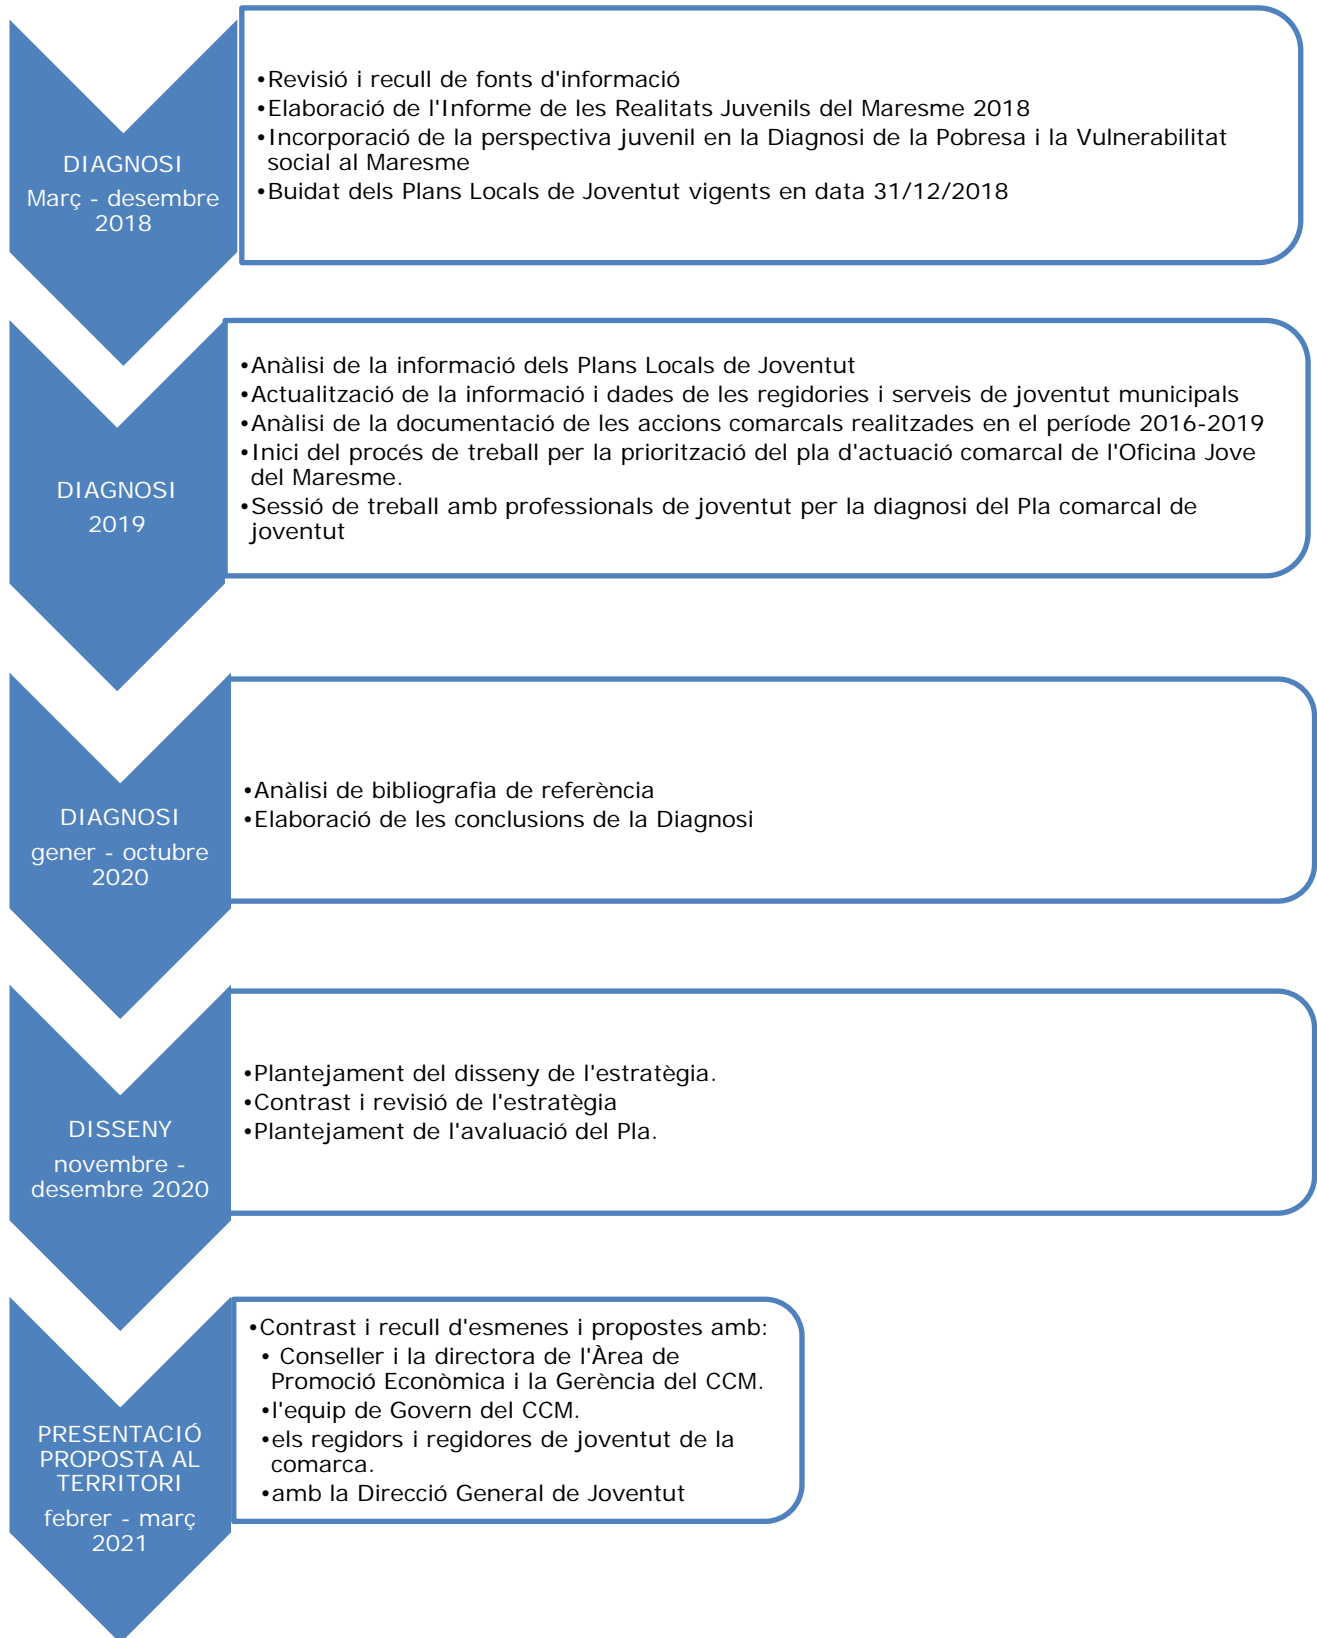 DIAGNOSI
Març - desembre
2018
•Revisió i recull de fonts d'informació
•Elaboració de l'Informe de les Realitats Juvenils del Maresme 2018
•Incorporació de la perspectiva juvenil en la Diagnosi de la Pobresa i la Vulnerabilitat
social al Maresme
•Buidat dels Plans Locals de Joventut vigents en data 31/12/2018
DIAGNOSI
2019
•Anàlisi de la informació dels Plans Locals de Joventut
•Actualització de la informació i dades de les regidories i serveis de joventut municipals
•Anàlisi de la documentació de les accions comarcals realitzades en el període 2016-2019
•Inici del procés de treball per la priorització del pla d'actuació comarcal de l'Oficina Jove
del Maresme.
•Sessió de treball amb professionals de joventut per la diagnosi del Pla comarcal de
joventut
DIAGNOSI
gener - octubre
2020
•Anàlisi de bibliografia de referència
•Elaboració de les conclusions de la Diagnosi
DISSENY
novembre -
desembre 2020
•Plantejament del disseny de l'estratègia.
•Contrast i revisió de l'estratègia
•Plantejament de l'avaluació del Pla.
PRESENTACIÓ
PROPOSTA AL
TERRITORI
febrer - març
2021
•Contrast i recull d'esmenes i propostes amb:
• Conseller i la directora de l'Àrea de
Promoció Econòmica i la Gerència del CCM.
•l'equip de Govern del CCM.
•els regidors i regidores de joventut de la
comarca.
•amb la Direcció General de Joventut